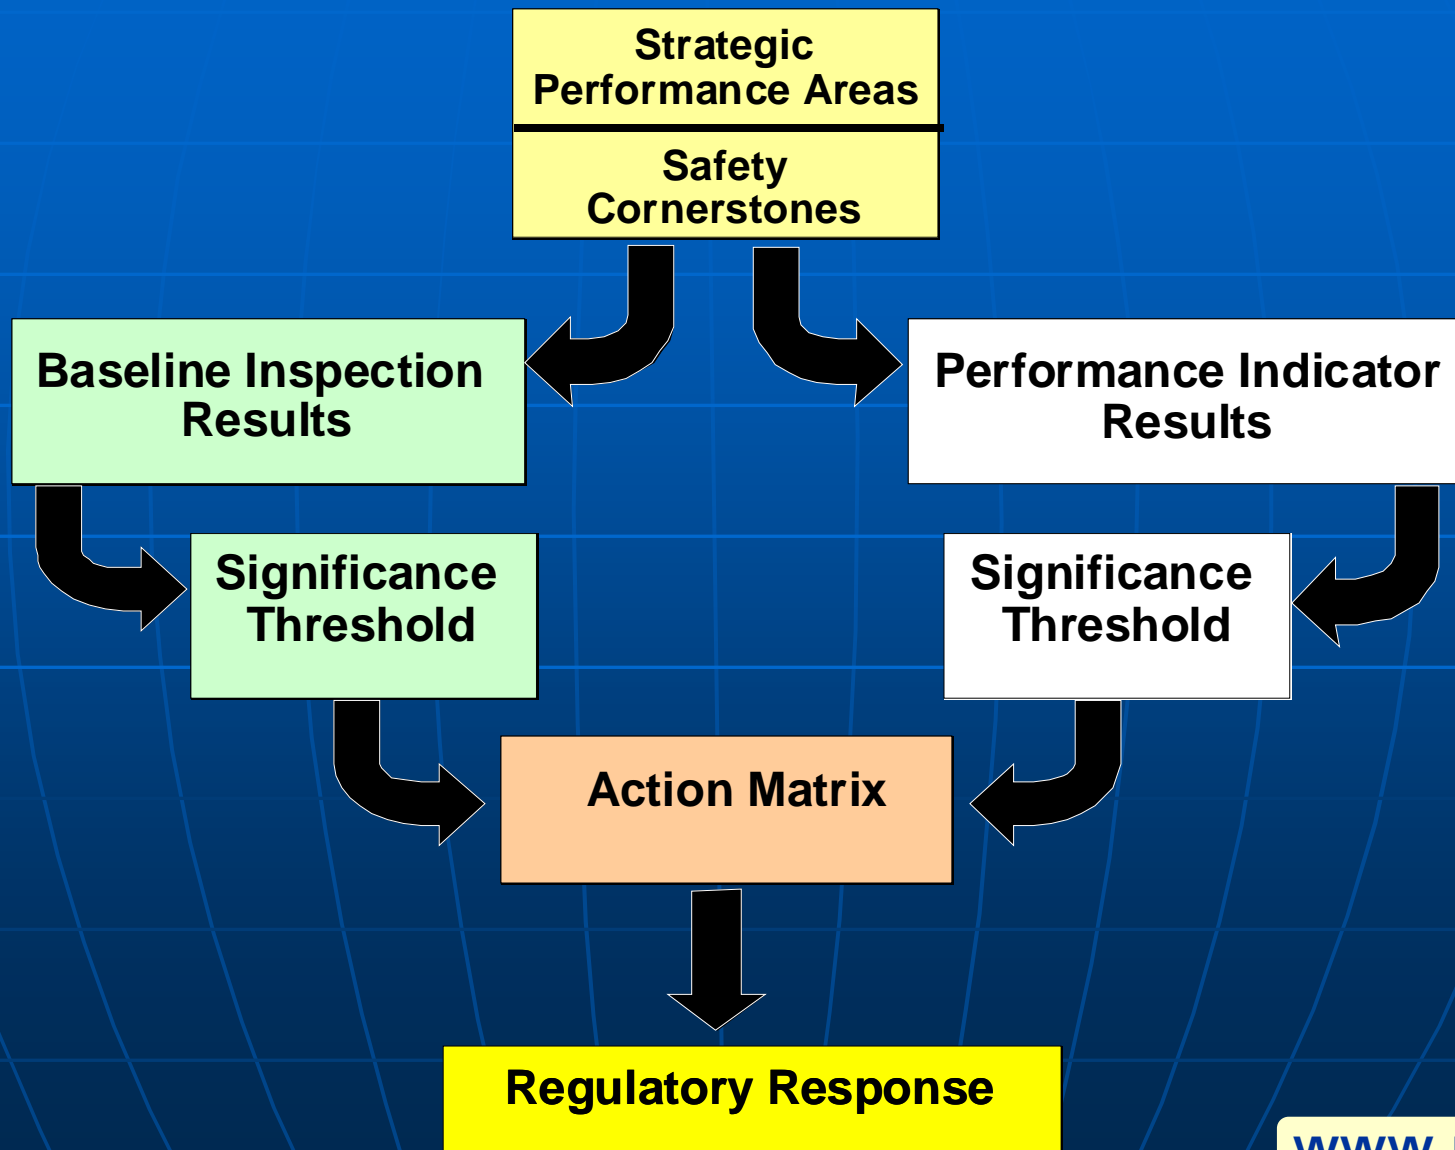 Strategic
Performance Areas
Safety
Cornerstones
Baseline Inspection
Results
Performance Indicator
Results
Significance
Threshold
Significance
Threshold
Action Matrix
Regulatory Response